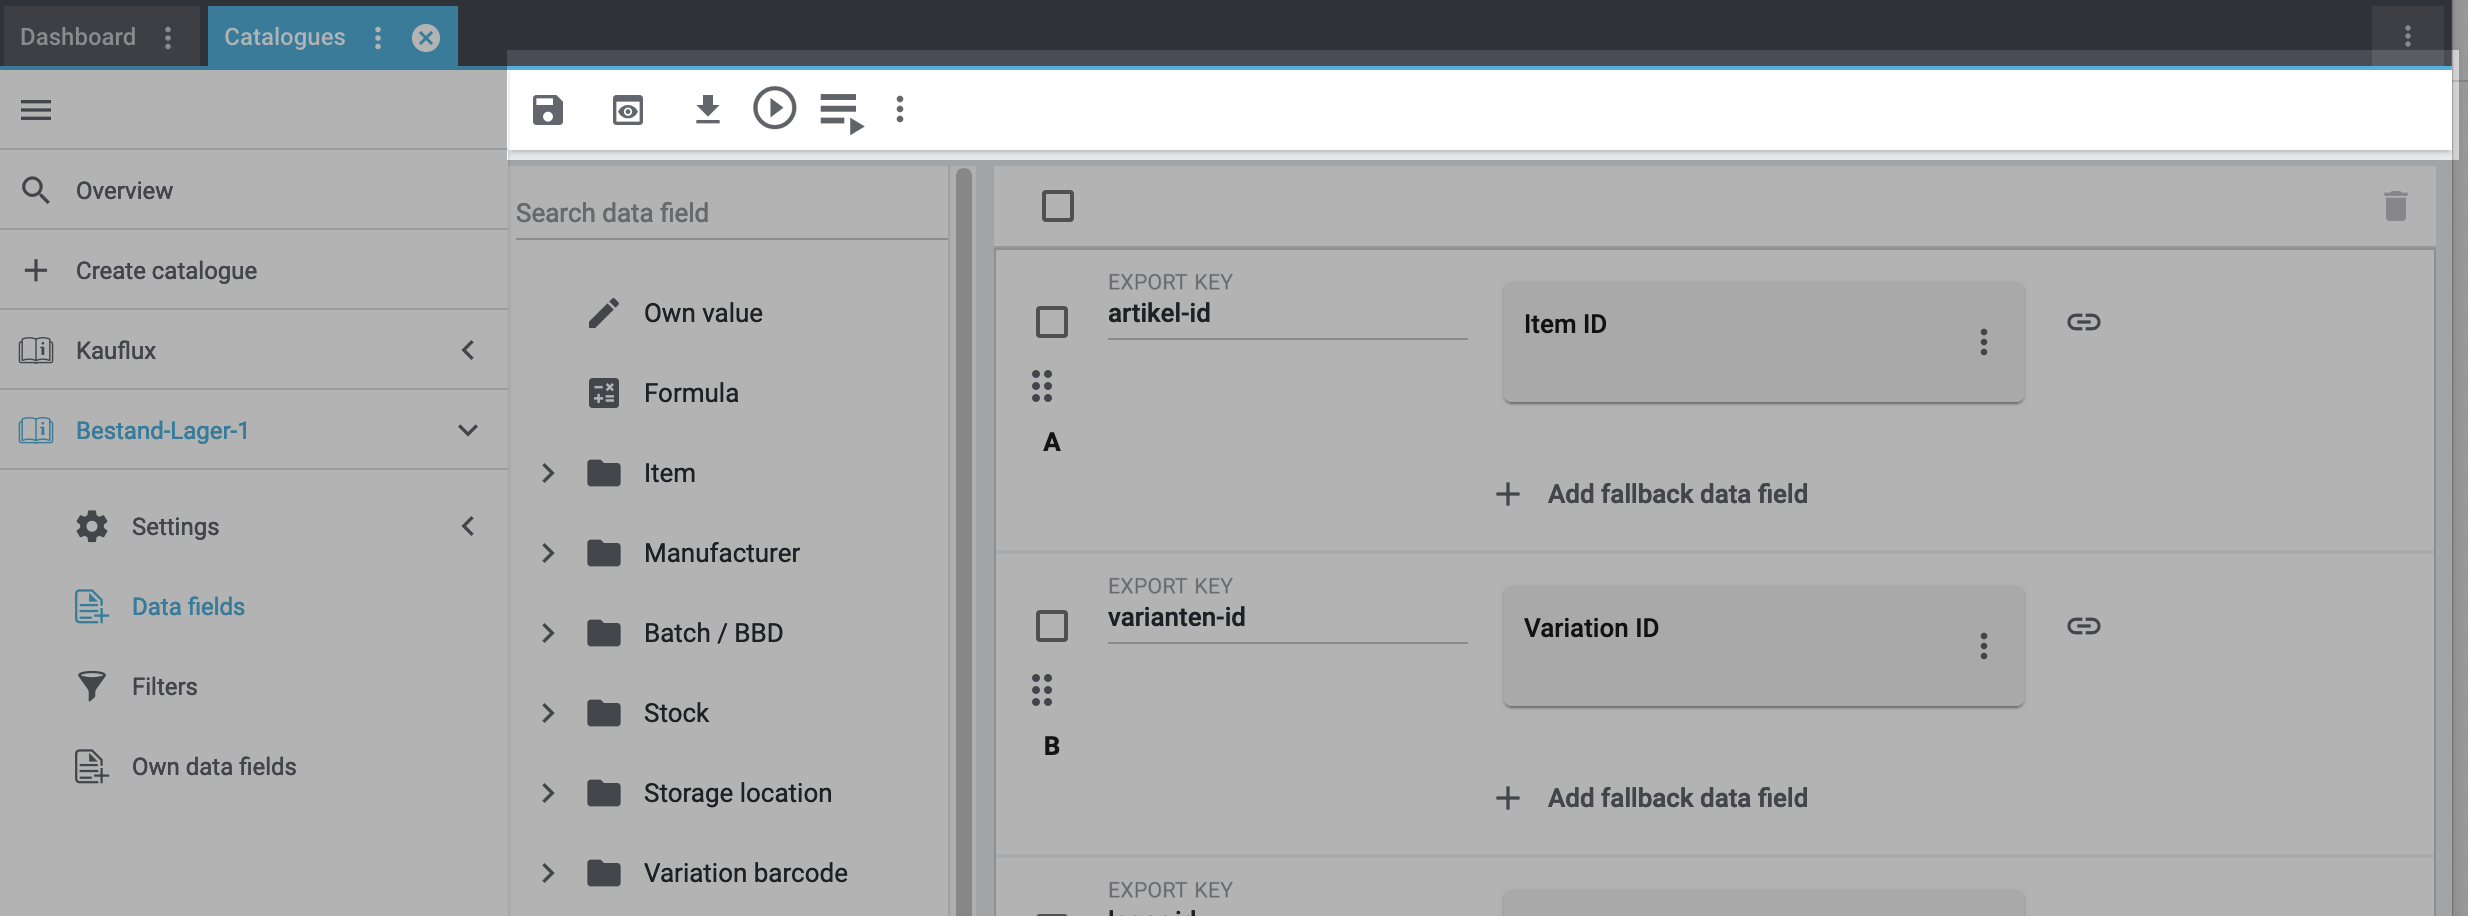 Dashboard
Catalogues
Overview
Create catalogue
Kauflux
Bestand-Lager-1
Settings
Data fields
Filters
Own data fields
Search data field
Own value
Formula
Item
Manufacturer
Batch / BBD
Stock
Storage location
Variation barcode
EXPORT KEY
artikel-id
Item ID
A
Add fallback data field
EXPORT KEY
varianten-id
Variation ID
B
Add fallback data field
EXPORT KEY